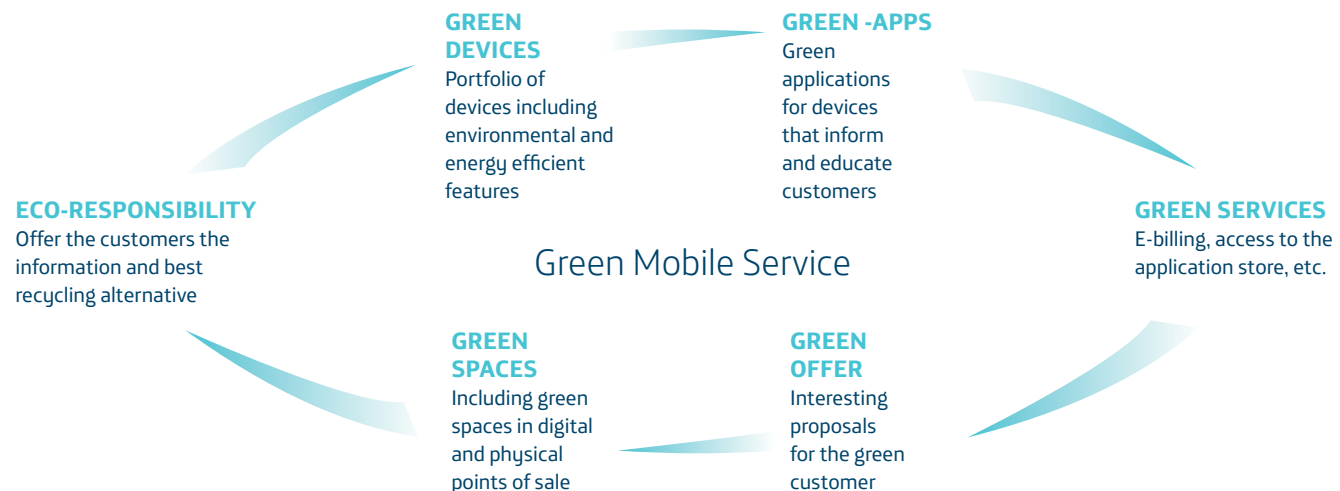 GREEN
DEVICES
Portfolio of
devices including
environmental and
energy efficient
features
GREEN -APPS
Green
applications
for devices
that inform
and educate
customers
ECO-RESPONSIBILITY
Offer the customers the
information and best
recycling alternative
GREEN SERVICES
E-billing, access to the
application store, etc.
Green Mobile Service
GREEN
SPACES
Including green
spaces in digital
and physical
points of sale
GREEN
OFFER
Interesting
proposals
for the green
customer